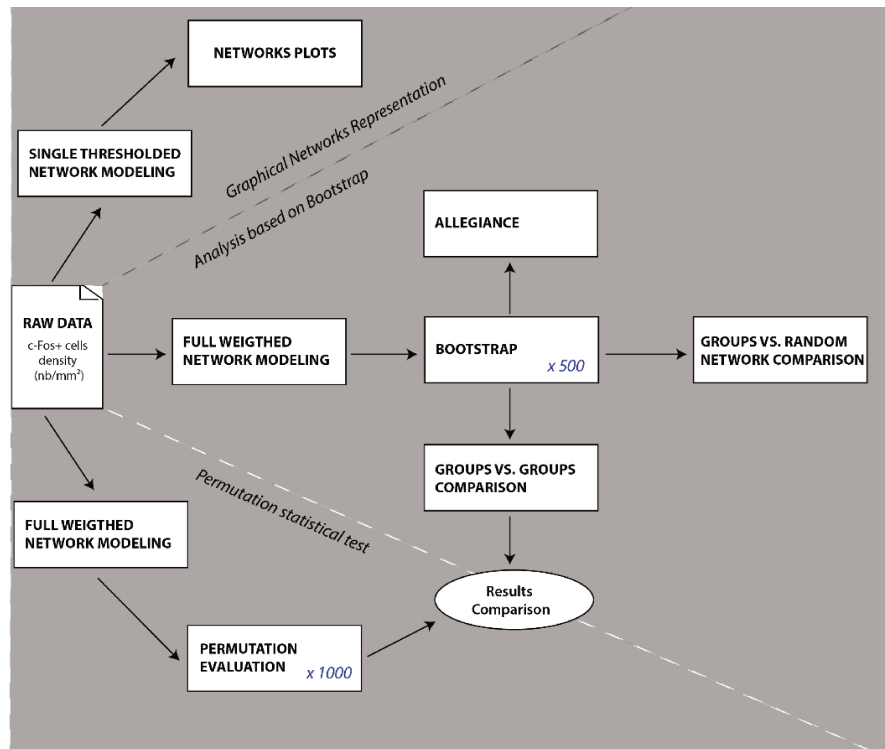 NETWORKS PLOTS
SINGLE THRESHOLDED
NETWORK MODELING
Graphical Networks Representation
Analysis based on Bootstrap
ALLEGIANCE
RAW DATA
c-Fos+ cells
density
(nb/mm²)
FULL WEIGTHED
NETWORK MODELING
BOOTSTRAP
x 500
GROUPS VS. RANDOM
NETWORK COMPARISON
GROUPS VS. GROUPS
COMPARISON
Permutation statistical test
FULL WEIGTHED
NETWORK MODELING
Results
Comparison
PERMUTATION
EVALUATION
x 1000